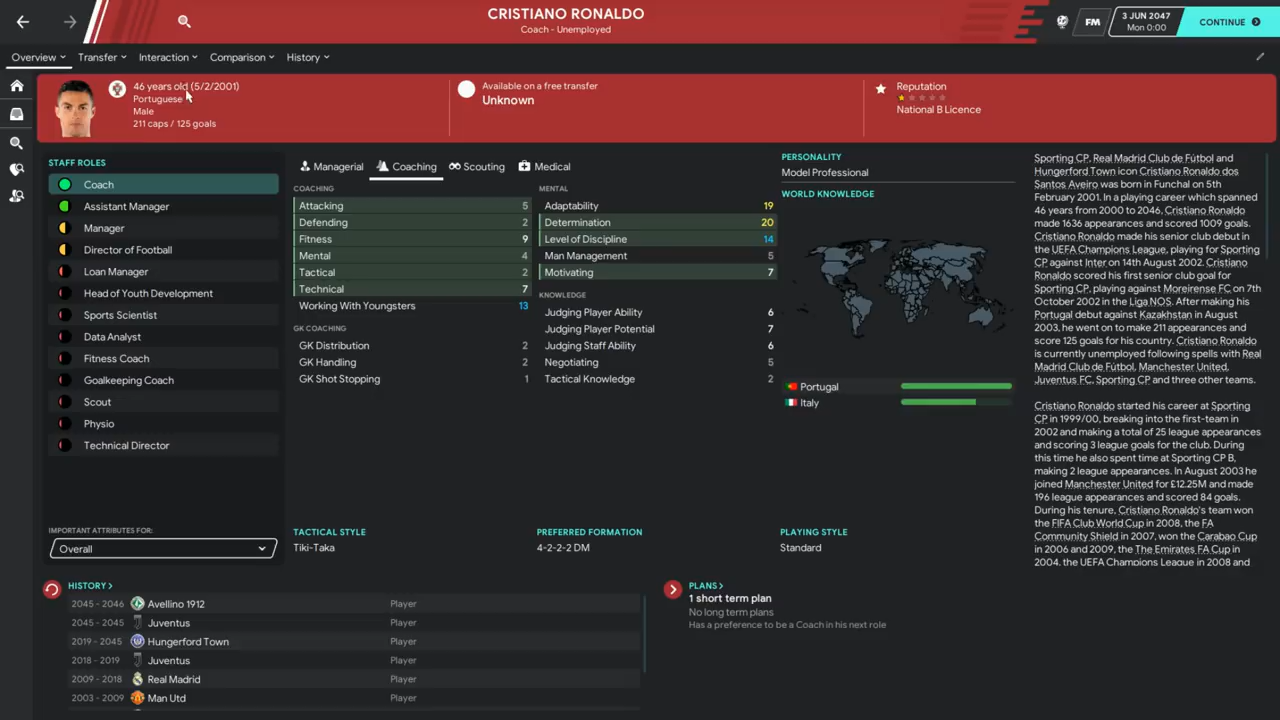 CRISTIANO RONALDO
Coach - Unemployed
FM
3 JUN 2047
Mon 0:00
CONTINUE
Overview
Transfer
Interaction
Comparison
History
46 years old (5/2/2001)
Portuguese
Male
211 caps / 125 goals
Available on a free transfer
Unknown
Reputation
National B Licence
STAFF ROLES
Coach
Assistant Manager
Manager
Director of Football
Loan Manager
Head of Youth Development
Sports Scientist
Data Analyst
Fitness Coach
Goalkeeping Coach
Scout
Physio
Technical Director
IMPORTANT ATTRIBUTES FOR:
Overall
Managerial
Coaching
Scouting
Medical
COACHING
Attacking 5
Defending 2
Fitness 9
Mental 4
Tactical 2
Technical 7
Working With Youngsters 13
GK COACHING
GK Distribution 2
GK Handling 2
GK Shot Stopping 1
MENTAL
Adaptability 19
Determination 20
Level of Discipline 14
Man Management 5
Motivating 7
KNOWLEDGE
Judging Player Ability 6
Judging Player Potential 7
Judging Staff Ability 6
Negotiating 5
Tactical Knowledge 2
PERSONALITY
Model Professional
WORLD KNOWLEDGE
Portugal
Italy
TACTICAL STYLE
Tiki-Taka
PREFERRED FORMATION
4-2-2-2 DM
PLAYING STYLE
Standard
Sporting CP, Real Madrid Club de Fútbol and
Hungerford Town icon Cristiano Ronaldo dos
Santos Aveiro was born in Funchal on 5th
February 2001. In a playing career which spanned
46 years from 2000 to 2046, Cristiano Ronaldo
made 1636 appearances and scored 1009 goals.
Cristiano Ronaldo made his senior club debut in
the UEFA Champions League, playing for Sporting
CP against Inter on 14th August 2002. Cristiano
Ronaldo scored his first senior club goal for
Sporting CP, playing against Moreirense FC on 7th
October 2002 in the Liga NOS. After making his
Portugal debut against Kazakhstan in August
2003, he went on to make 211 appearances and
score 125 goals for his country. Cristiano Ronaldo
is currently unemployed following spells with Real
Madrid Club de Fútbol, Manchester United,
Juventus FC, Sporting CP and three other teams.
Cristiano Ronaldo started his career at Sporting
CP in 1999/00, breaking into the first-team in
2002 and making a total of 25 league appearances
and scoring 3 league goals for the club. During
this time he also spent time at Sporting CP B,
making 2 league appearances. In August 2003 he
joined Manchester United for £12.25M and made
196 league appearances and scored 84 goals.
During his tenure, Cristiano Ronaldo's team won
the FIFA Club World Cup in 2008, the FA
Community Shield in 2007, won the Carabao Cup
in 2006 and 2009, the The Emirates FA Cup in
2004, the UEFA Champions League in 2008 and
HISTORY >
2045 - 2046 Avellino 1912 Player
2045 - 2045 Juventus Player
2019 - 2045 Hungerford Town Player
2018 - 2019 Juventus Player
2009 - 2018 Real Madrid Player
2003 - 2009 Man Utd Player
PLANS >
1 short term plan
No long term plans
Has a preference to be a Coach in his next role